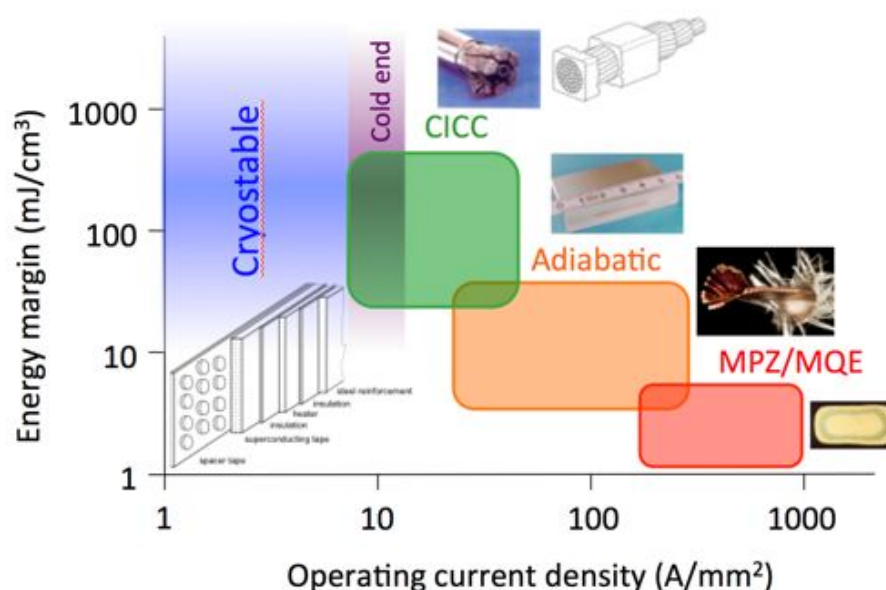 Energy margin (mJ/cm³)
1000
100
10
1
1
10
100
1000
Operating current density (A/mm²)
Cryostable
Cold end
CICC
Adiabatic
MPZ/MQE
steel reinforcement
insulation
heater
insulation
superconducting tape
spacer tape